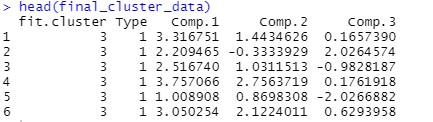 > head(final_cluster_data)
  fit.cluster Type   Comp.1     Comp.2     Comp.3
1           3    1 3.316751  1.4434626  0.1657390
2           3    1 2.209465 -0.3333929  2.0264574
3           3    1 2.516740  1.0311513 -0.9828187
4           3    1 3.757066  2.7563719  0.1761918
5           3    1 1.008908  0.8698308 -2.0266882
6           3    1 3.050254  2.1224011  0.6293958